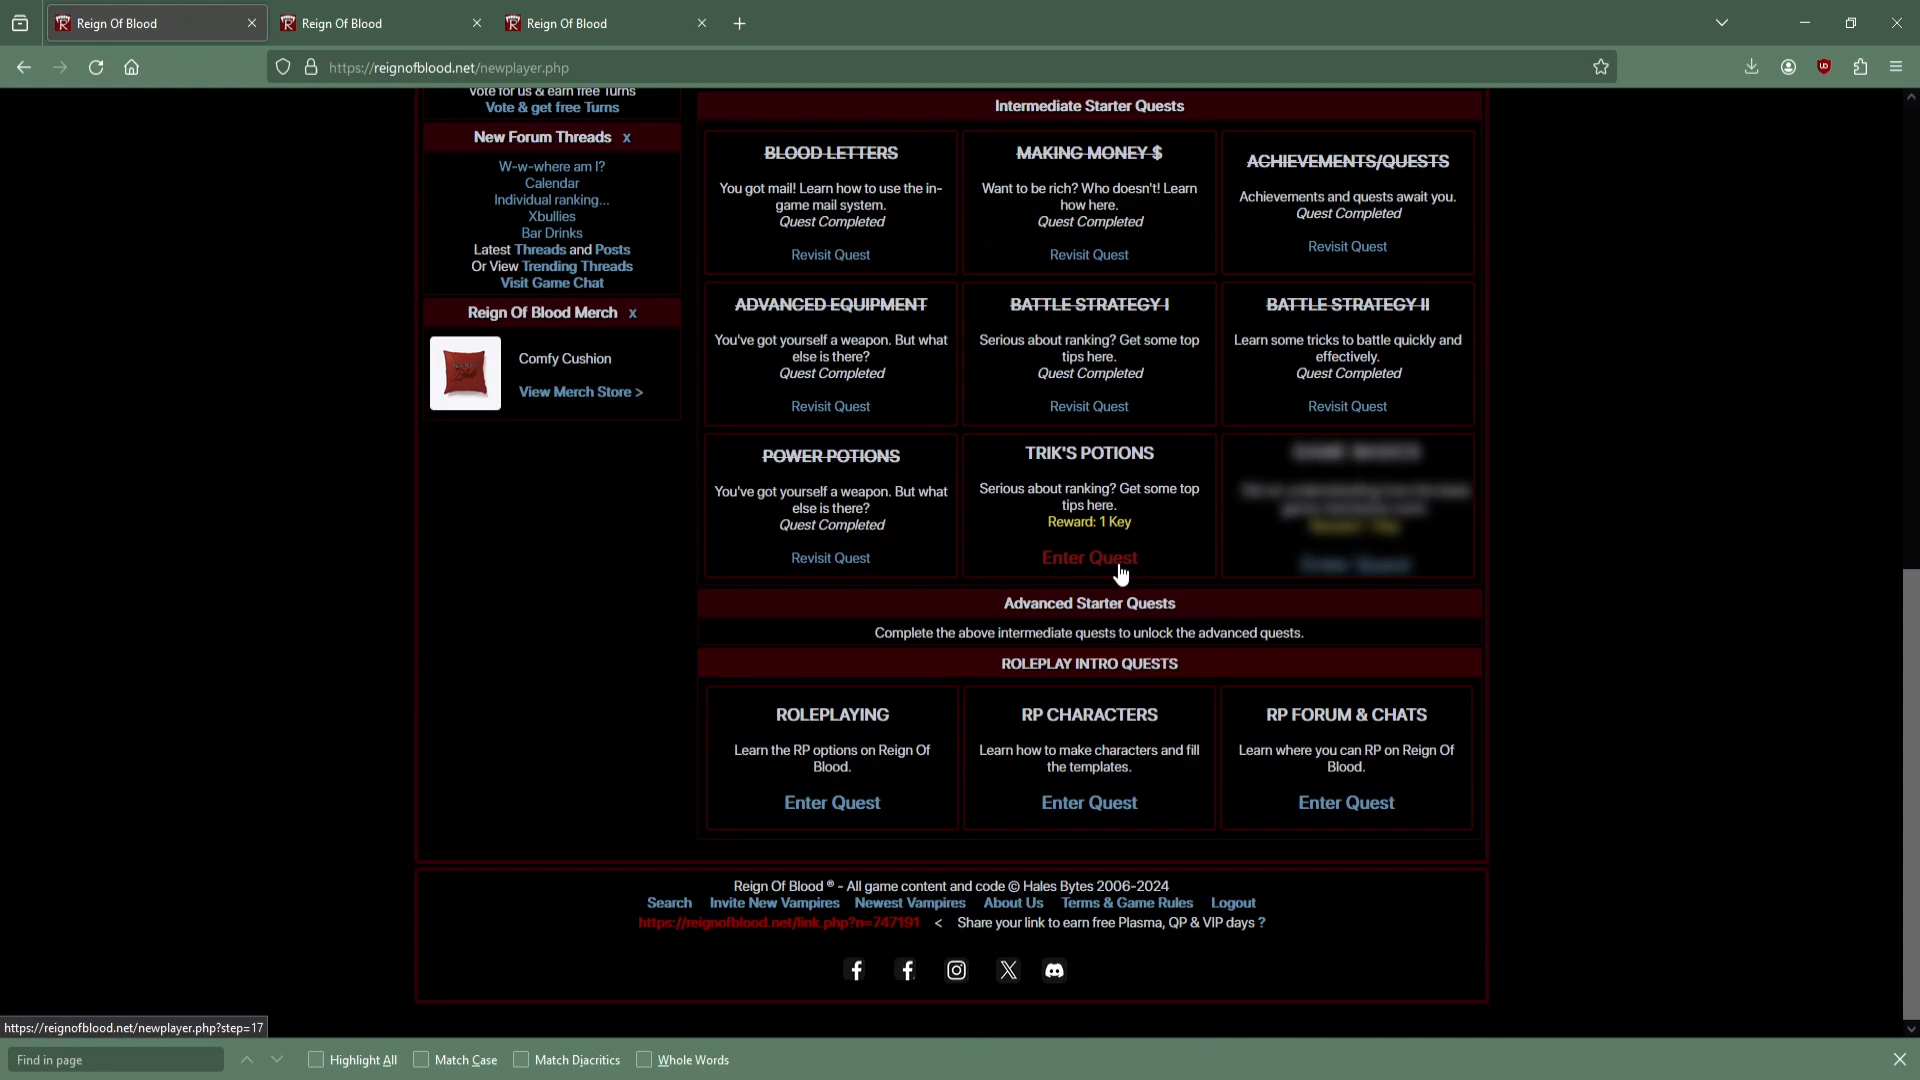 Reign Of Blood
Reign Of Blood
Reign Of Blood
https://reignofblood.net/newplayer.php
Vote for us & earn free Turns
Vote & get free Turns
New Forum Threads x
W-w-where am I?
Calendar
Individual ranking...
Xbullies
Bar Drinks
Latest Threads and Posts
Or View Trending Threads
Visit Game Chat
Reign Of Blood Merch x
Comfy Cushion
View Merch Store >
Intermediate Starter Quests
BLOOD LETTERS
You got mail! Learn how to use the in-
game mail system.
Quest Completed
Revisit Quest
MAKING MONEY $
Want to be rich? Who doesn't! Learn
how here.
Quest Completed
Revisit Quest
ACHIEVEMENTS/QUESTS
Achievements and quests await you.
Quest Completed
Revisit Quest
ADVANCED EQUIPMENT
You've got yourself a weapon. But what
else is there?
Quest Completed
Revisit Quest
BATTLE STRATEGY I
Serious about ranking? Get some top
tips here.
Quest Completed
Revisit Quest
BATTLE STRATEGY II
Learn some tricks to battle quickly and
effectively.
Quest Completed
Revisit Quest
POWER POTIONS
You've got yourself a weapon. But what
else is there?
Quest Completed
Revisit Quest
TRIK'S POTIONS
Serious about ranking? Get some top
tips here.
Reward: 1 Key
Enter Quest
GAME BASICS
Enter Quest
Advanced Starter Quests
Complete the above intermediate quests to unlock the advanced quests.
ROLEPLAY INTRO QUESTS
ROLEPLAYING
Learn the RP options on Reign Of
Blood.
Enter Quest
RP CHARACTERS
Learn how to make characters and fill
the templates.
Enter Quest
RP FORUM & CHATS
Learn where you can RP on Reign Of
Blood.
Enter Quest
Reign Of Blood ® - All game content and code © Hales Bytes 2006-2024
Search Invite New Vampires Newest Vampires About Us Terms & Game Rules Logout
https://reignofblood.net/link.php?n=747191 < Share your link to earn free Plasma, QP & VIP days ?
https://reignofblood.net/newplayer.php?step=17
Find in page Highlight All Match Case Match Diacritics Whole Words